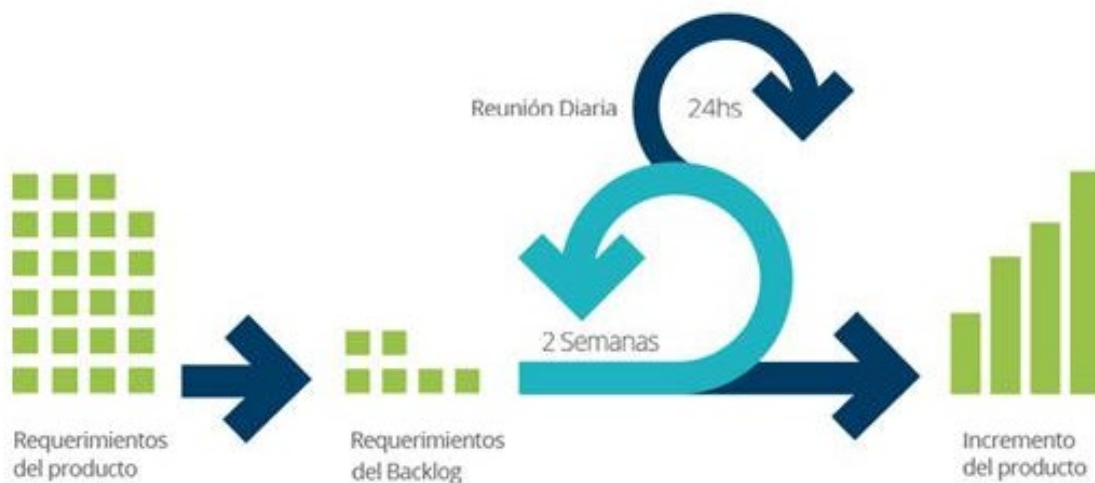 Reunión Diaria
24hs
2 Semanas
Requerimientos
del producto
Requerimientos
del Backlog
Incremento
del producto